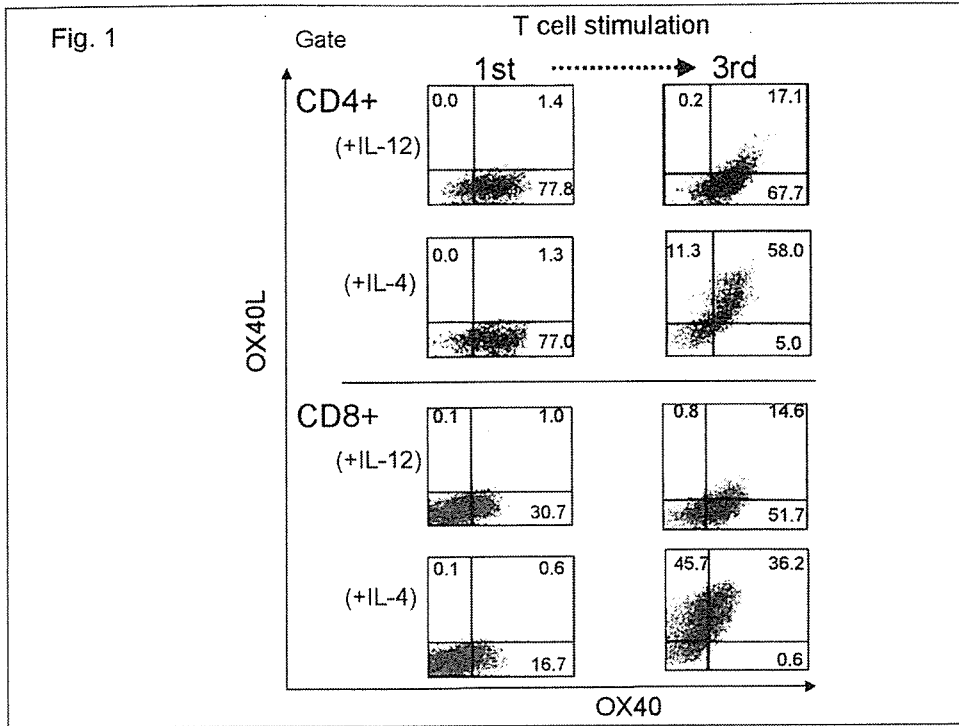 Fig. 1
Gate
T cell stimulation
1st
3rd
CD4+
(+IL-12)
0.0 1.4
77.8
0.2 17.1
67.7
(+IL-4)
0.0 1.3
77.0
11.3 58.0
5.0
CD8+
(+IL-12)
0.1 1.0
30.7
0.8 14.6
51.7
(+IL-4)
0.1 0.6
16.7
45.7 36.2
0.6
OX40L
OX40